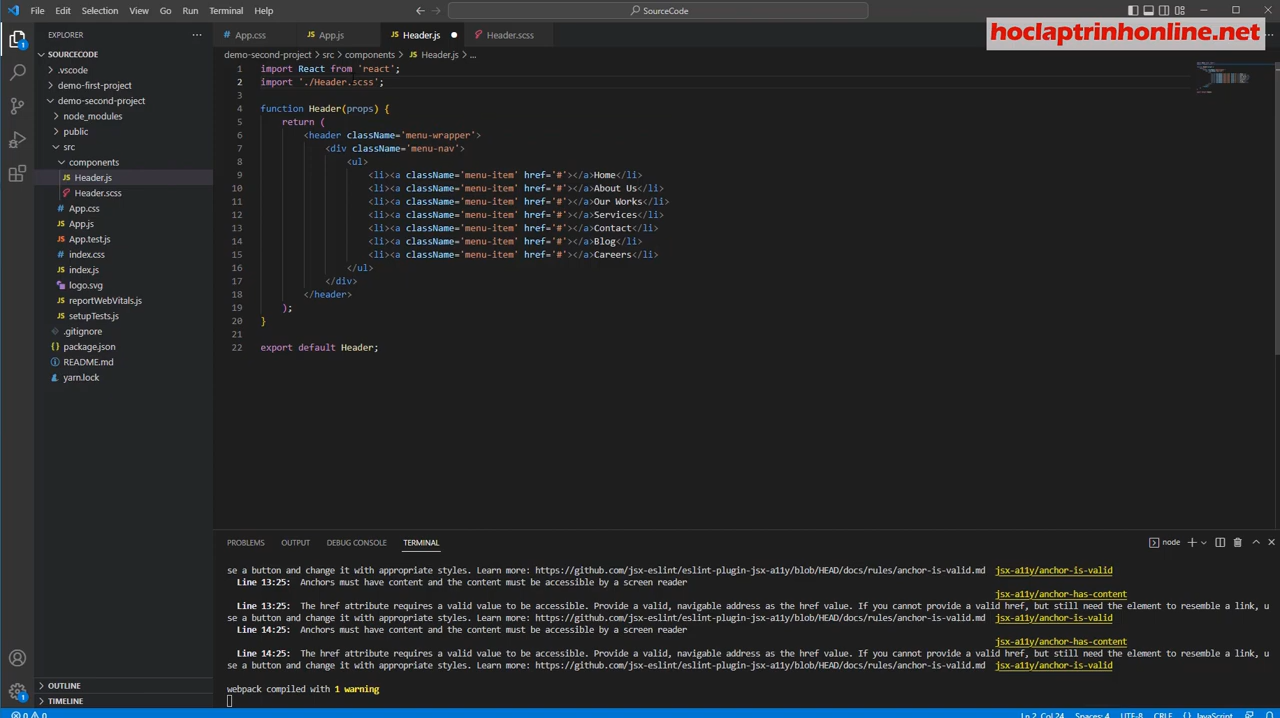 File Edit Selection View Go Run Terminal Help
SourceCode
hoclaptrinhonline.net
EXPLORER
App.css
App.js
Header.js
Header.scss
demo-second-project > src > components > JS Header.js > ...
SOURCECODE
.vscode
demo-first-project
demo-second-project
node_modules
public
src
components
JS Header.js
Header.scss
# App.css
JS App.js
JS App.test.js
# index.css
JS index.js
logo.svg
JS reportWebVitals.js
JS setupTests.js
.gitignore
{} package.json
README.md
yarn.lock
OUTLINE
TIMELINE
1 import React from 'react';
2 import './Header.scss';
3
4 function Header(props) {
5 return (
6 <header className='menu-wrapper'>
7 <div className='menu-nav'>
8 <ul>
9 <li><a className='menu-item' href='#'></a>Home</li>
10 <li><a className='menu-item' href='#'></a>About Us</li>
11 <li><a className='menu-item' href='#'></a>Our Works</li>
12 <li><a className='menu-item' href='#'></a>Services</li>
13 <li><a className='menu-item' href='#'></a>Contact</li>
14 <li><a className='menu-item' href='#'></a>Blog</li>
15 <li><a className='menu-item' href='#'></a>Careers</li>
16 </ul>
17 </div>
18 </header>
19 );
20 }
21
22 export default Header;
PROBLEMS OUTPUT DEBUG CONSOLE TERMINAL
node
se a button and change it with appropriate styles. Learn more: https://github.com/jsx-eslint/eslint-plugin-jsx-a11y/blob/HEAD/docs/rules/anchor-is-valid.md jsx-a11y/anchor-is-valid
Line 13:25: Anchors must have content and the content must be accessible by a screen reader
jsx-a11y/anchor-has-content
Line 13:25: The href attribute requires a valid value to be accessible. Provide a valid, navigable address as the href value. If you cannot provide a valid href, but still need the element to resemble a link, u
se a button and change it with appropriate styles. Learn more: https://github.com/jsx-eslint/eslint-plugin-jsx-a11y/blob/HEAD/docs/rules/anchor-is-valid.md jsx-a11y/anchor-is-valid
Line 14:25: Anchors must have content and the content must be accessible by a screen reader
jsx-a11y/anchor-has-content
Line 14:25: The href attribute requires a valid value to be accessible. Provide a valid, navigable address as the href value. If you cannot provide a valid href, but still need the element to resemble a link, u
se a button and change it with appropriate styles. Learn more: https://github.com/jsx-eslint/eslint-plugin-jsx-a11y/blob/HEAD/docs/rules/anchor-is-valid.md jsx-a11y/anchor-is-valid
webpack compiled with 1 warning
0 0 Ln 2, Col 24 Spaces: 4 UTF-8 CRLF {} JavaScript